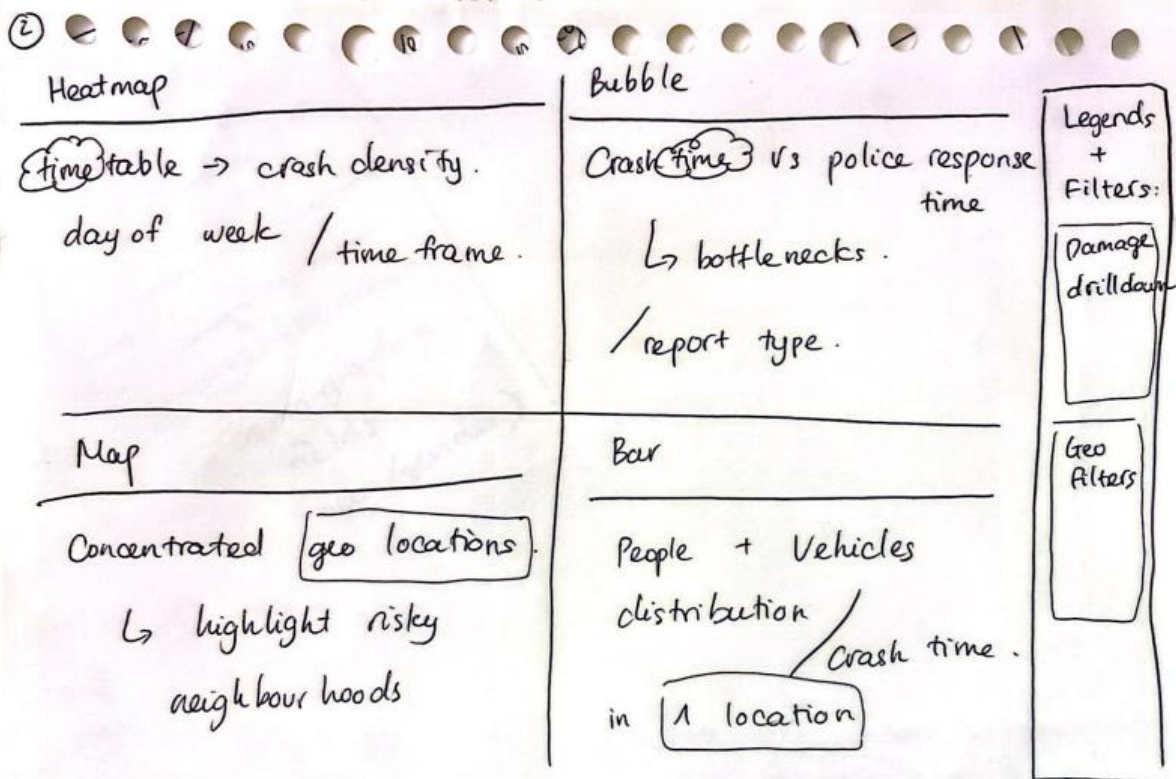 2
Heatmap
time table → crash density.
day of week / time frame.
Bubble
Crash time vs police response
time
↳ bottlenecks.
/ report type.
Map
Concentrated geo locations.
↳ highlight risky
neighbourhoods
Bar
People + Vehicles
distribution
/ crash time.
in 1 location
Legends
+
Filters:
Damage
drilldown
Geo
filters